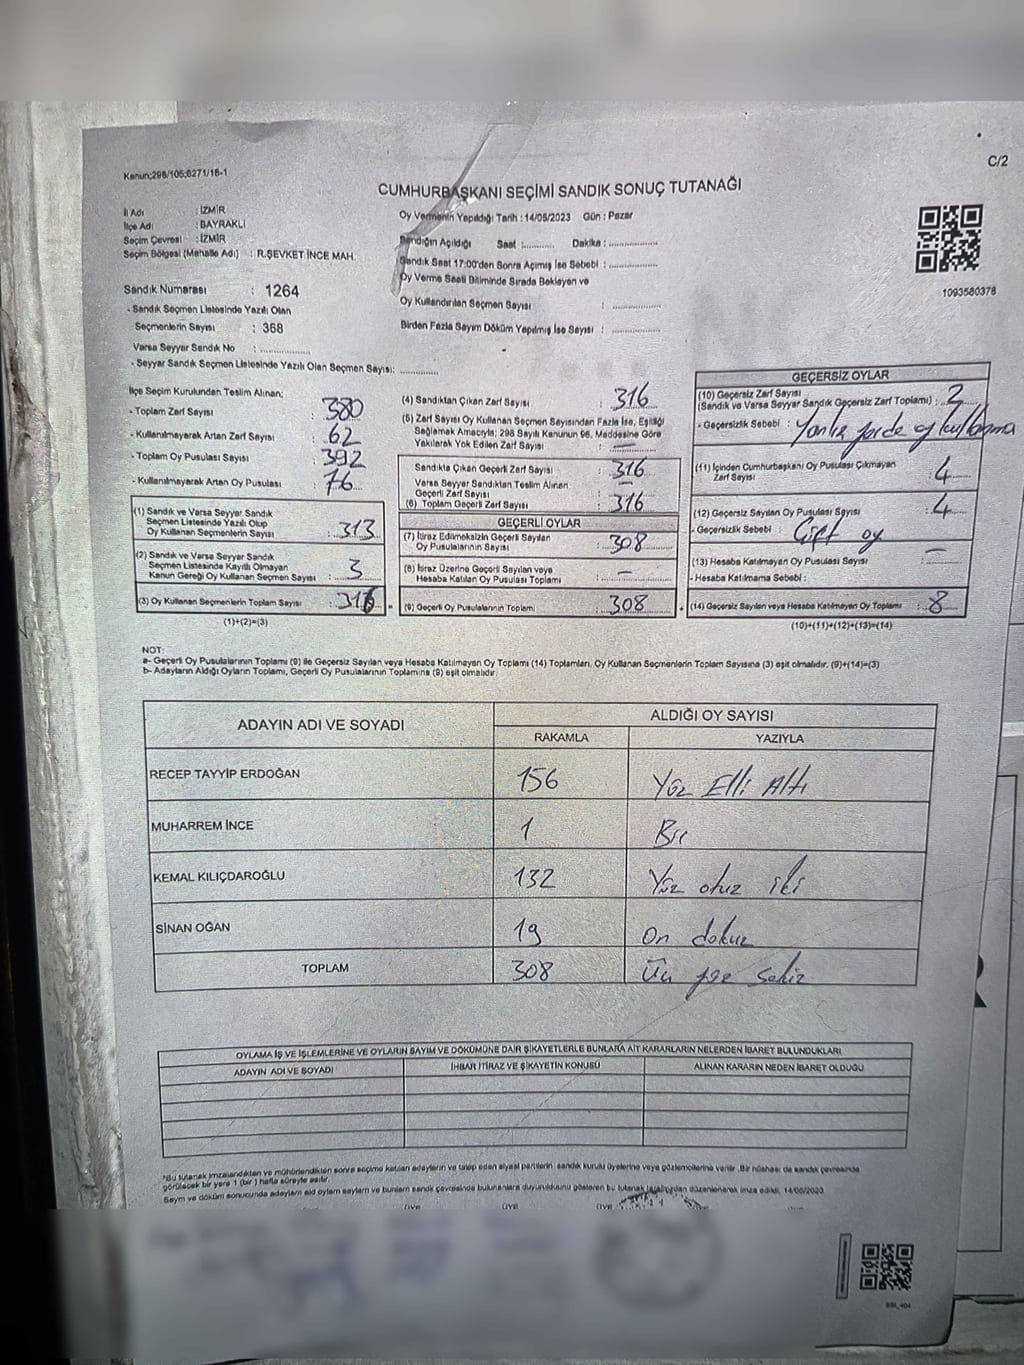 Kanun;298/105;6271/18-1
C/2
CUMHURBAŞKANI SEÇİMİ SANDIK SONUÇ TUTANAĞI
İl Adı : İZMİR
İlçe Adı : BAYRAKLI
Seçim Çevresi : İZMİR
Seçim Bölgesi (Mahalle Adı) : R.ŞEVKET İNCE MAH.
Sandık Numarası : 1264
- Sandık Seçmen Listesinde Yazılı Olan
Seçmenlerin Sayısı : 368
Varsa Seyyar Sandık No : ..............
- Seyyar Sandık Seçmen Listesinde Yazılı Olan Seçmen Sayısı: ............
Oy Vermenin Yapıldığı Tarih : 14/05/2023 Gün : Pazar
Sandığın Açıldığı Saat :........... Dakika : ..............
Sandık Saat 17:00'den Sonra Açılmış İse Sebebi : ..............
Oy Verme Saati Bitiminde Sırada Bekleyen ve
Oy Kullandırılan Seçmen Sayısı : ..............
Birden Fazla Sayım Döküm Yapılmış İse Sayısı : ..............
1093580378
İlçe Seçim Kurulundan Teslim Alınan;
- Toplam Zarf Sayısı : 380
- Kullanılmayarak Artan Zarf Sayısı : 62
- Toplam Oy Pusulası Sayısı : 392
- Kullanılmayarak Artan Oy Pusulası : 76
(1) Sandık ve Varsa Seyyar Sandık
Seçmen Listesinde Yazılı Olup
Oy Kullanan Seçmenlerin Sayısı : 313
(2) Sandık ve Varsa Seyyar Sandık
Seçmen Listesinde Kayıtlı Olmayan
Kanun Gereği Oy Kullanan Seçmen Sayısı : 3
(3) Oy Kullanan Seçmenlerin Toplam Sayısı : 316
(1)+(2)=(3)
(4) Sandıktan Çıkan Zarf Sayısı : 316
(5) Zarf Sayısı Oy Kullanan Seçmen Sayısından Fazla İse, Eşitliği
Sağlamak Amacıyla; 298 Sayılı Kanunun 98. Maddesine Göre
Yakılarak Yok Edilen Zarf Sayısı : —
Sandıkta Çıkan Geçerli Zarf Sayısı : 316
Varsa Seyyar Sandıktan Teslim Alınan
Geçerli Zarf Sayısı : —
(6) Toplam Geçerli Zarf Sayısı : 316
GEÇERLİ OYLAR
(7) İtiraz Edilmeksizin Geçerli Sayılan
Oy Pusulalarının Sayısı : 308
(8) İtiraz Üzerine Geçerli Sayılan veya
Hesaba Katılan Oy Pusulası Toplamı : —
(9) Geçerli Oy Pusulalarının Toplamı : 308
GEÇERSİZ OYLAR
(10) Geçersiz Zarf Sayısı
(Sandık ve Varsa Seyyar Sandık Geçersiz Zarf Toplamı) :
- Geçersizlik Sebebi : oy kullanma
(11) İçinden Cumhurbaşkanı Oy Pusulası Çıkmayan
Zarf Sayısı : 4
(12) Geçersiz Sayılan Oy Pusulası Sayısı : 4
- Geçersizlik Sebebi : Çift oy
(13) Hesaba Katılmayan Oy Pusulası Sayısı : —
- Hesaba Katılmama Sebebi :
(14) Geçersiz Sayılan veya Hesaba Katılmayan Oy Toplamı : 8
(10)+(11)+(12)+(13)=(14)
NOT:
a- Geçerli Oy Pusulalarının Toplamı (9) ile Geçersiz Sayılan veya Hesaba Katılmayan Oy Toplamı (14) Toplamları, Oy Kullanan Seçmenlerin Toplam Sayısına (3) eşit olmalıdır. (9)+(14)=(3)
b- Adayların Aldığı Oyların Toplamı, Geçerli Oy Pusulalarının Toplamına (9) eşit olmalıdır.
ADAYIN ADI VE SOYADI ALDIĞI OY SAYISI
RAKAMLA YAZIYLA
RECEP TAYYİP ERDOĞAN 156 Yüz Elli Altı
MUHARREM İNCE 1 Bir
KEMAL KILIÇDAROĞLU 132 Yüz otuz iki
SİNAN OĞAN 19 On dokuz
TOPLAM 308 Üç yüz sekiz
OYLAMA İŞ VE İŞLEMLERİNE VE OYLARIN SAYIM VE DÖKÜMÜNE DAİR ŞİKAYETLERLE BUNLARA AİT KARARLARIN NELERDEN İBARET BULUNDUKLARI
ADAYIN ADI VE SOYADI İHBAR İTİRAZ VE ŞİKAYETİN KONUSU ALINAN KARARIN NEDEN İBARET OLDUĞU
*Bu tutanak imzalandıktan ve mühürlendikten sonra seçime katılan adayların ve talep eden siyasi partilerin sandık kurulu üyelerine veya gözlemcilerine verilir. Bir nüshası da sandık çevresinde
görülecek bir yere 1 (bir) hafta süreyle asılır.
Sayım ve döküm sonucunda adayların aldığı oyların sayısını ve bunların sandık çevresinde bulunanlara duyurulduğunu gösteren bu tutanak düzenlenerek imza edildi. 14/05/2023
ÜYE ÜYE ÜYE